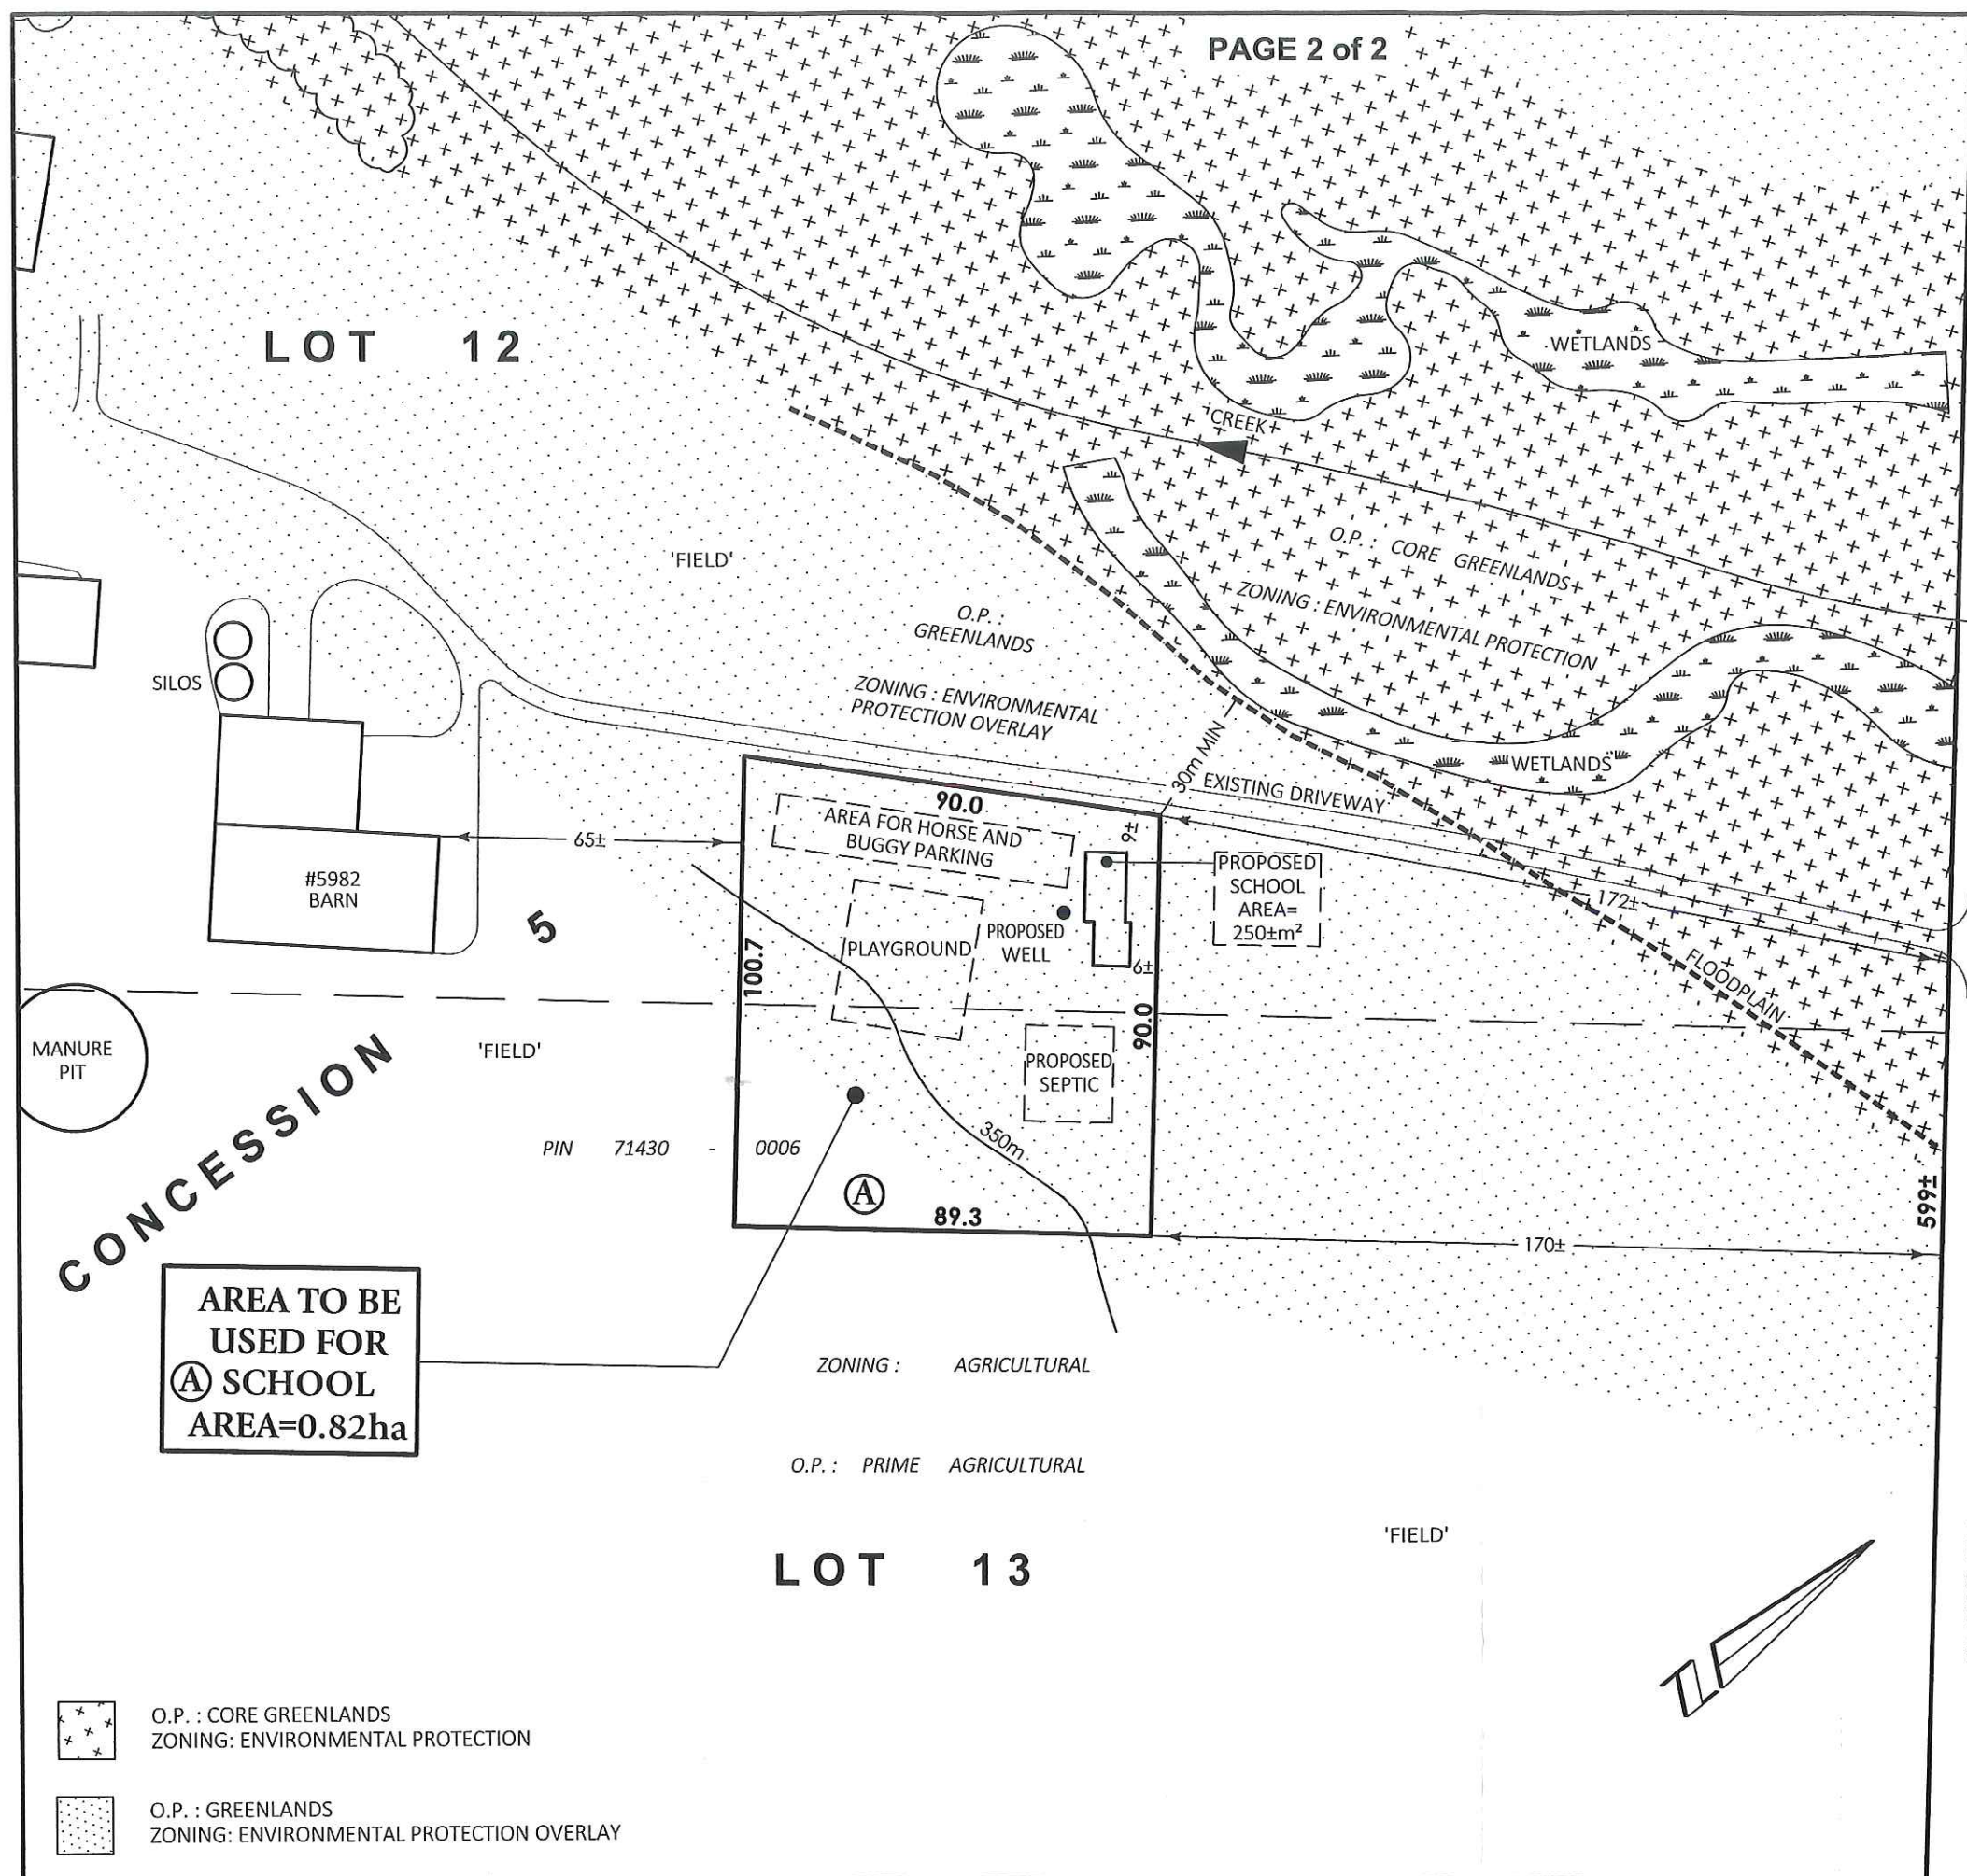 PAGE 2 of 2
LOT 12
WETLANDS
CREEK
'FIELD'
O.P. : CORE GREENLANDS
ZONING : ENVIRONMENTAL PROTECTION
O.P. :
GREENLANDS
ZONING : ENVIRONMENTAL
PROTECTION OVERLAY
SILOS
30m MIN
WETLANDS
EXISTING DRIVEWAY
90.0
AREA FOR HORSE AND
BUGGY PARKING
9±
65±
#5982
BARN
PROPOSED
SCHOOL
AREA=
250±m²
172±
5
PLAYGROUND
PROPOSED
WELL
6±
100.7
90.0
FLOODPLAIN
MANURE
PIT
CONCESSION
'FIELD'
PROPOSED
SEPTIC
PIN 71430 - 0006
350m
A
89.3
599±
170±
AREA TO BE
USED FOR
A SCHOOL
AREA=0.82ha
ZONING : AGRICULTURAL
O.P. : PRIME AGRICULTURAL
'FIELD'
LOT 13
O.P. : CORE GREENLANDS
ZONING: ENVIRONMENTAL PROTECTION
O.P. : GREENLANDS
ZONING: ENVIRONMENTAL PROTECTION OVERLAY